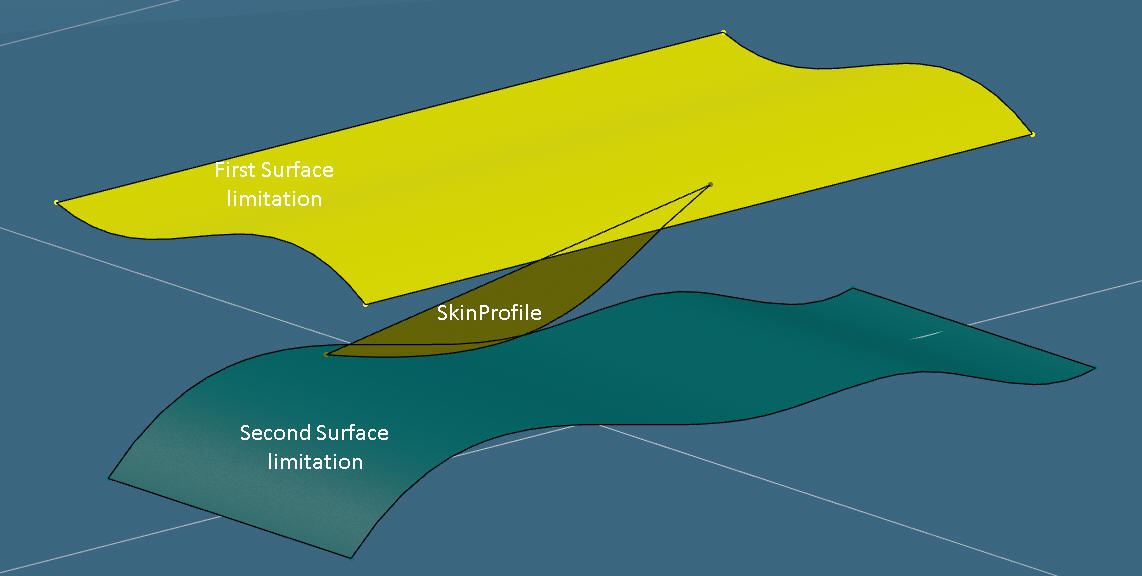 First Surface
limitation
SkinProfile
Second Surface
limitation